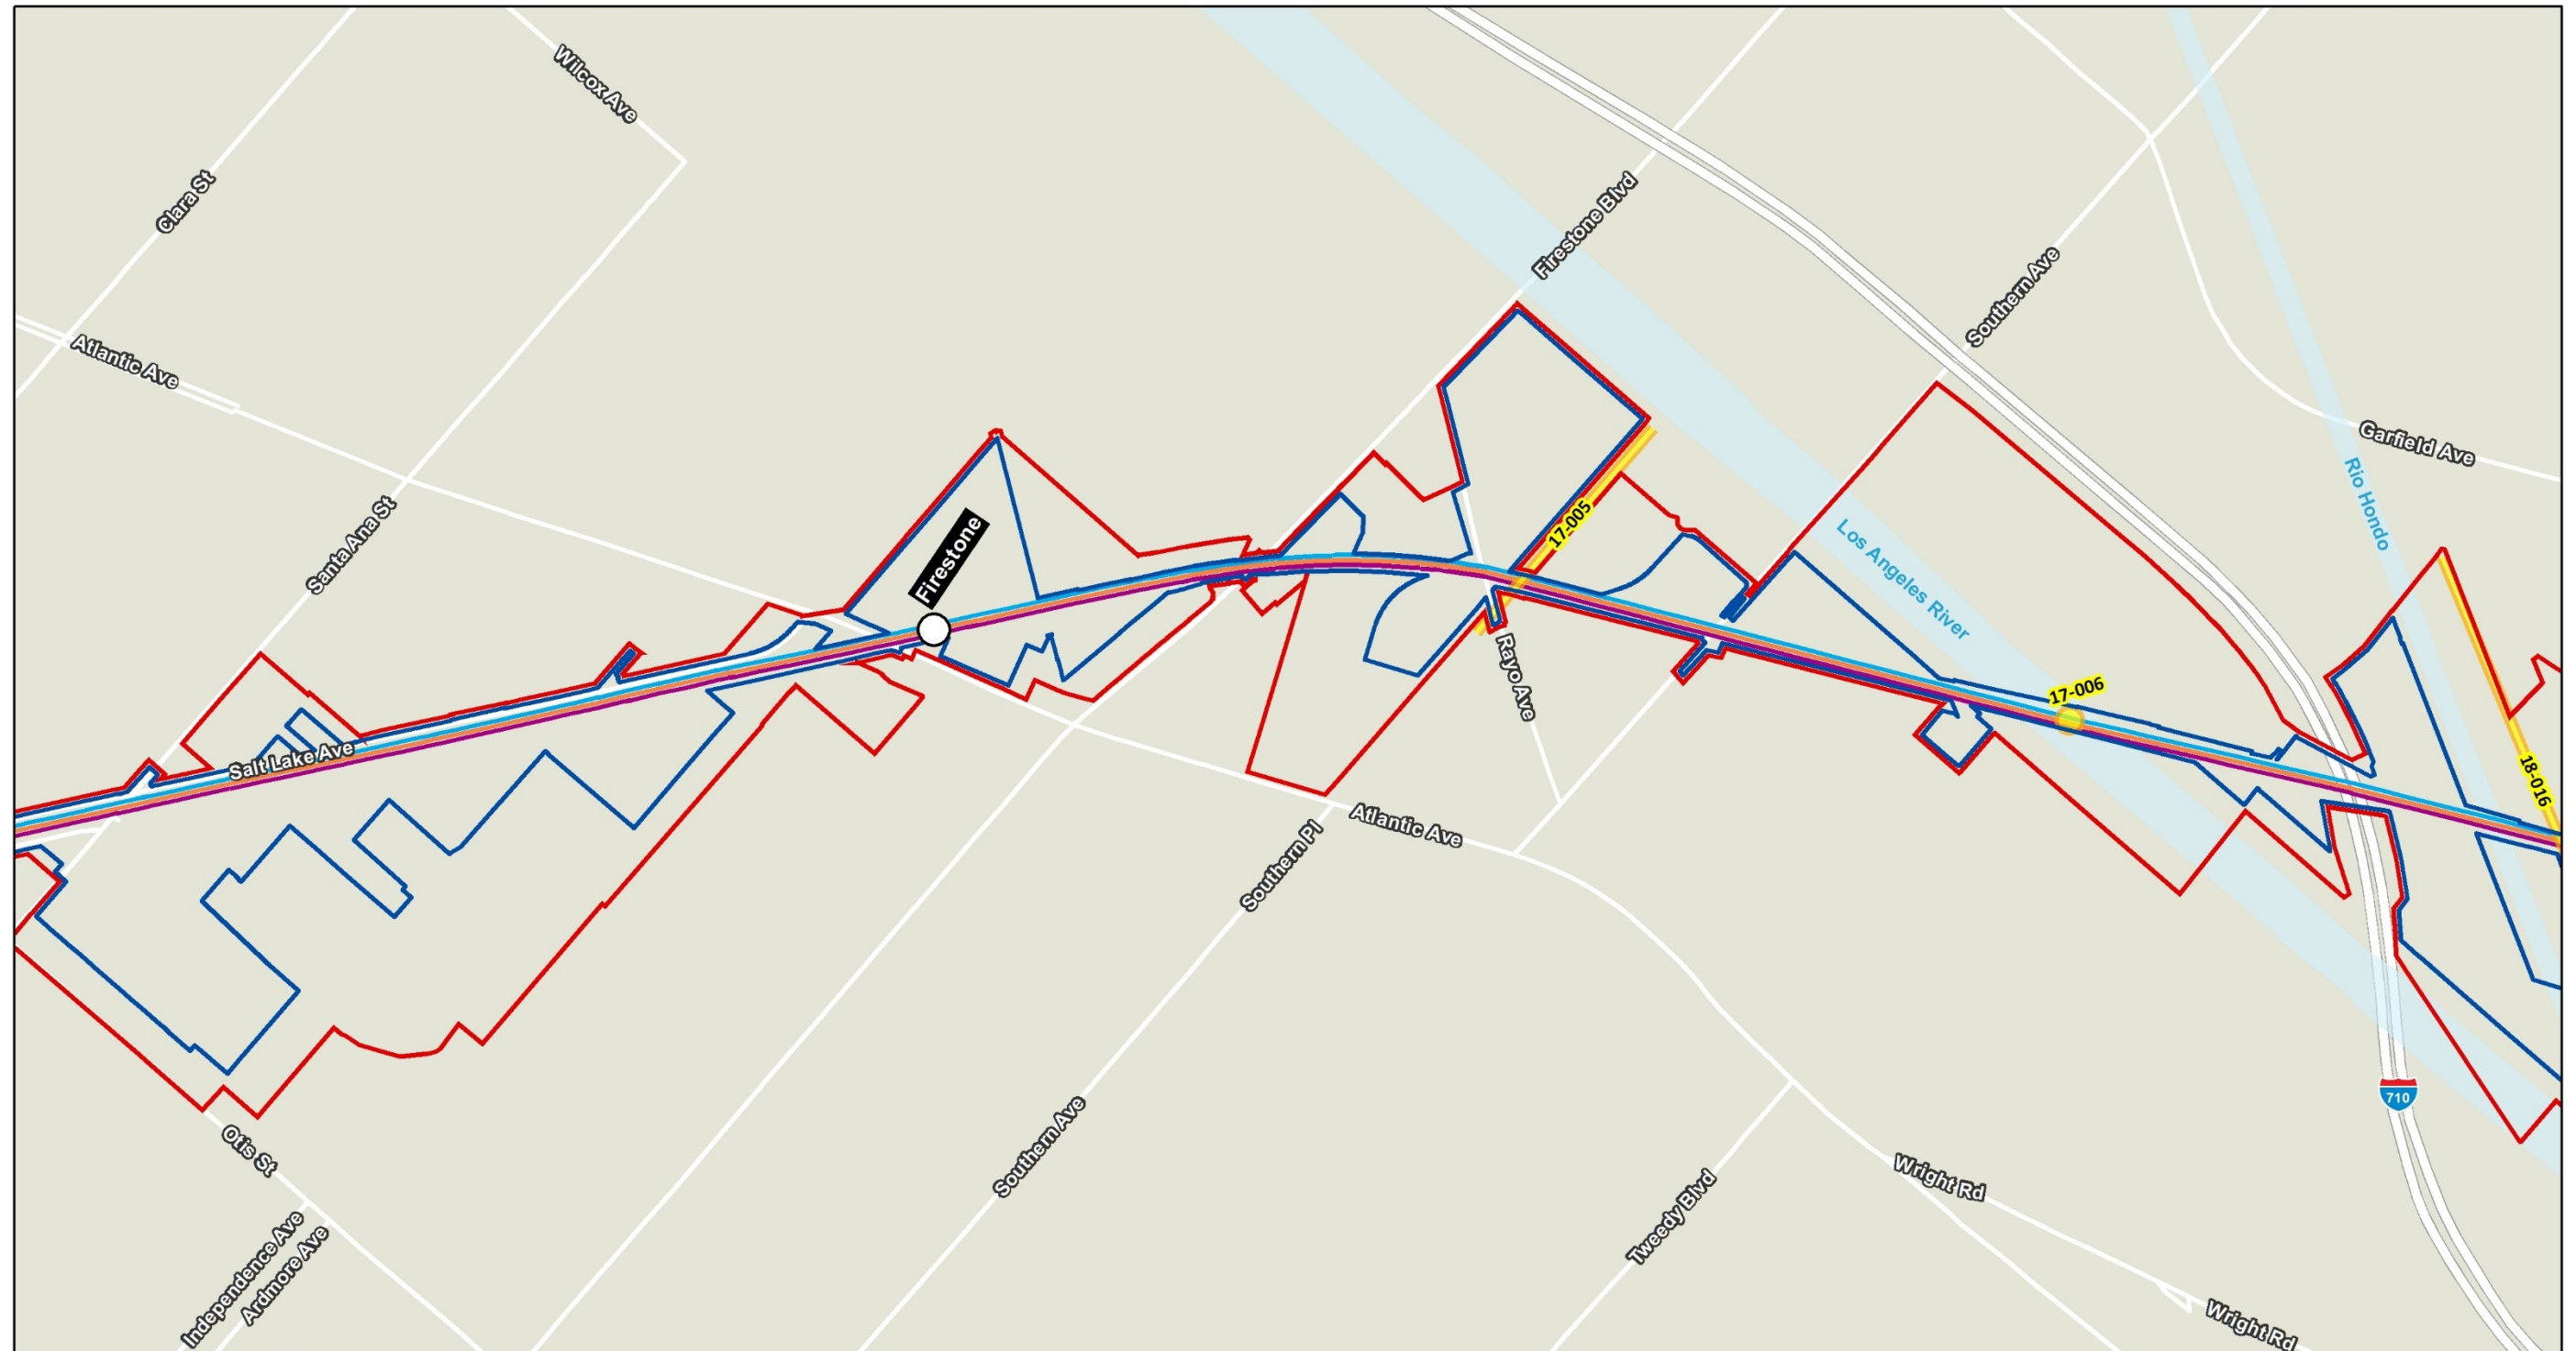 Wilcox Ave
Clara St
Firestone Blvd
Southern Ave
Atlantic Ave
Garfield Ave
Rio Hondo
Santa Ana St
Firestone
17-005
Los Angeles River
Rayo Ave
17-006
Salt Lake Ave
18-016
Atlantic Ave
Southern Pl
710
Otis St
Southern Ave
Wright Rd
Tweedy Blvd
Independence Ave
Ardmore Ave
Wright Rd